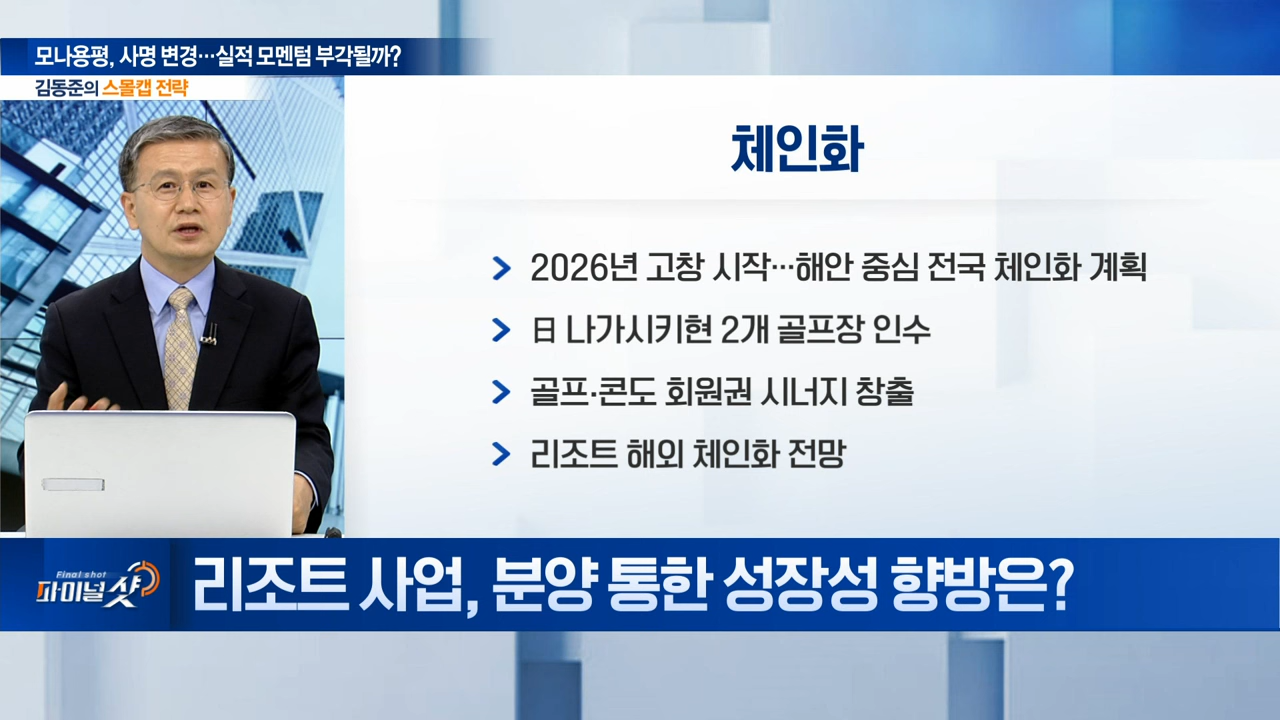 모나용평, 사명 변경…실적 모멘텀 부각될까?
김동준의 스몰캡 전략
체인화
2026년 고창 시작…해안 중심 전국 체인화 계획
日 나가시키현 2개 골프장 인수
골프·콘도 회원권 시너지 창출
리조트 해외 체인화 전망
Final shot
파이널샷
리조트 사업, 분양 통한 성장성 향방은?